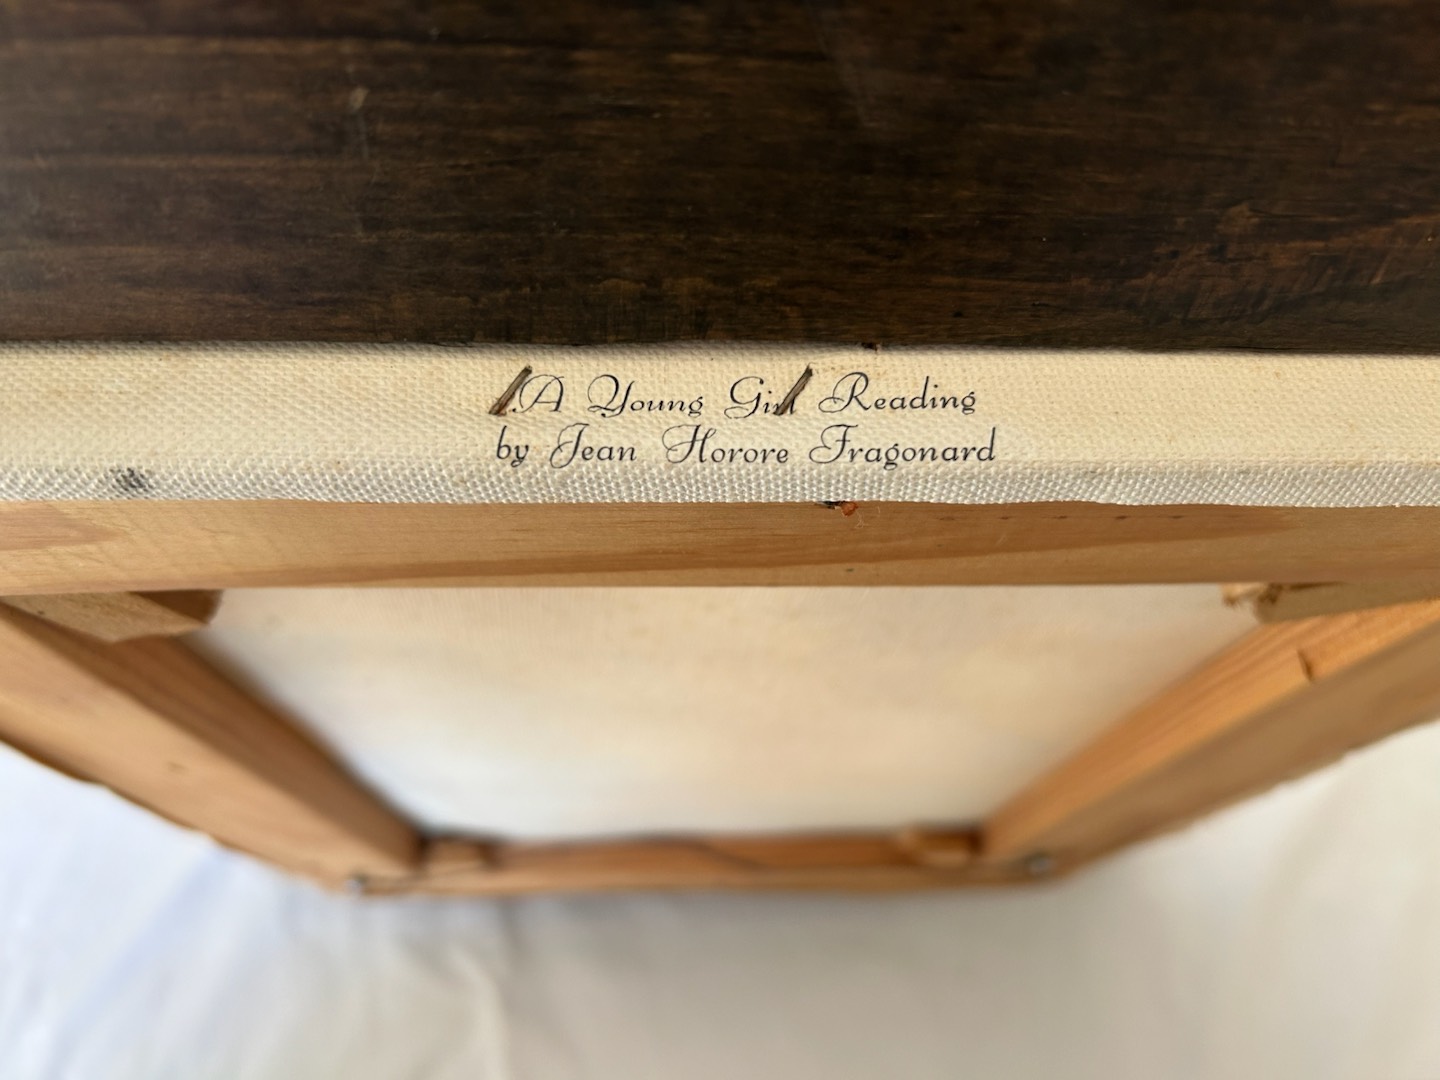 A Young Girl Reading
by Jean Horore Fragonard